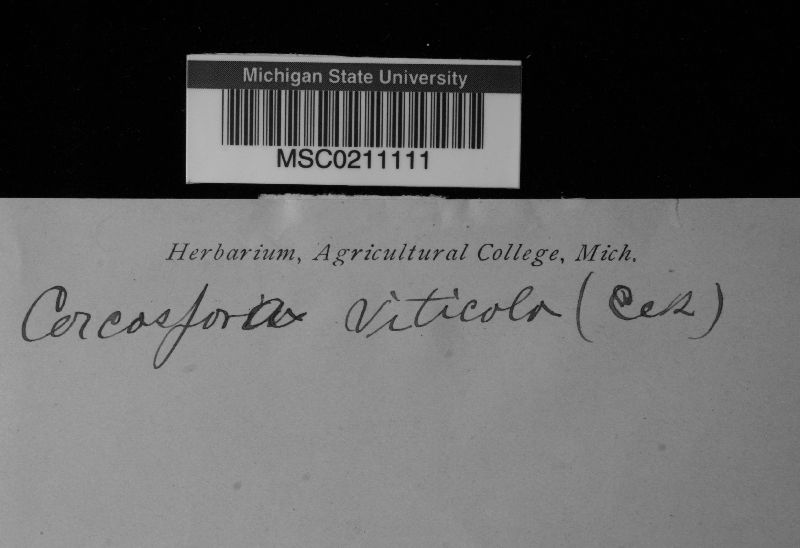 Michigan State University
MSC0211111
Herbarium, Agricultural College, Mich.
Cercospora viticola (Ces)